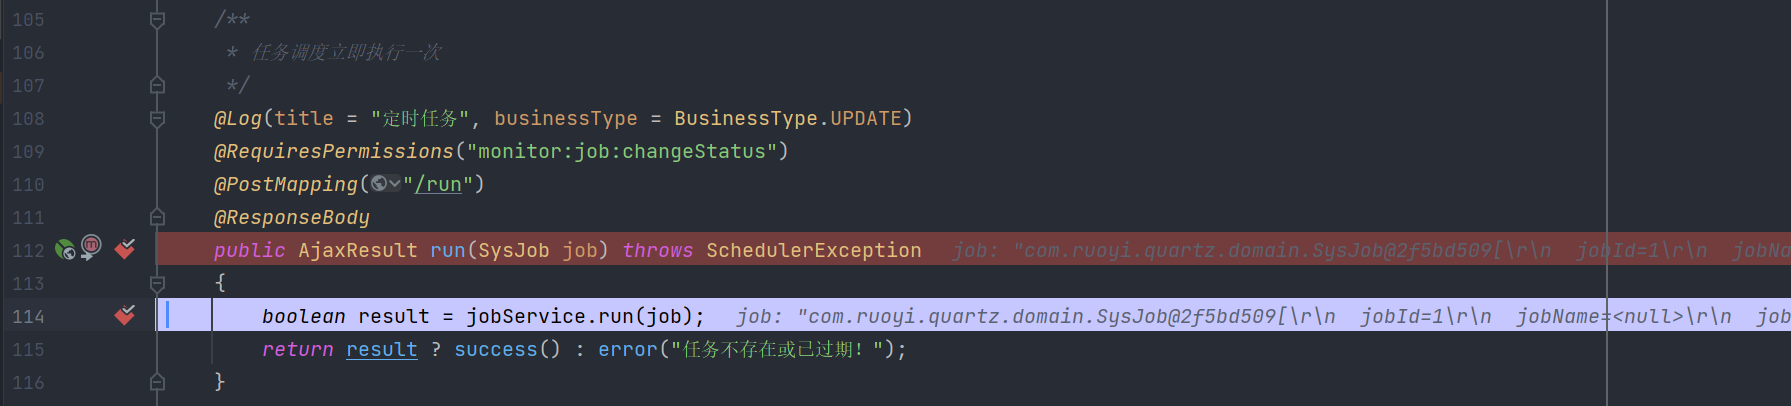 105 /**
106 * 任务调度立即执行一次
107 */
108 @Log(title = "定时任务", businessType = BusinessType.UPDATE)
109 @RequiresPermissions("monitor:job:changeStatus")
110 @PostMapping("/run")
111 @ResponseBody
112 public AjaxResult run(SysJob job) throws SchedulerException job: "com.ruoyi.quartz.domain.SysJob@2f5bd509[\r\n jobId=1\r\n jobNa
113 {
114 boolean result = jobService.run(job); job: "com.ruoyi.quartz.domain.SysJob@2f5bd509[\r\n jobId=1\r\n jobName=<null>\r\n job
115 return result ? success() : error("任务不存在或已过期！");
116 }